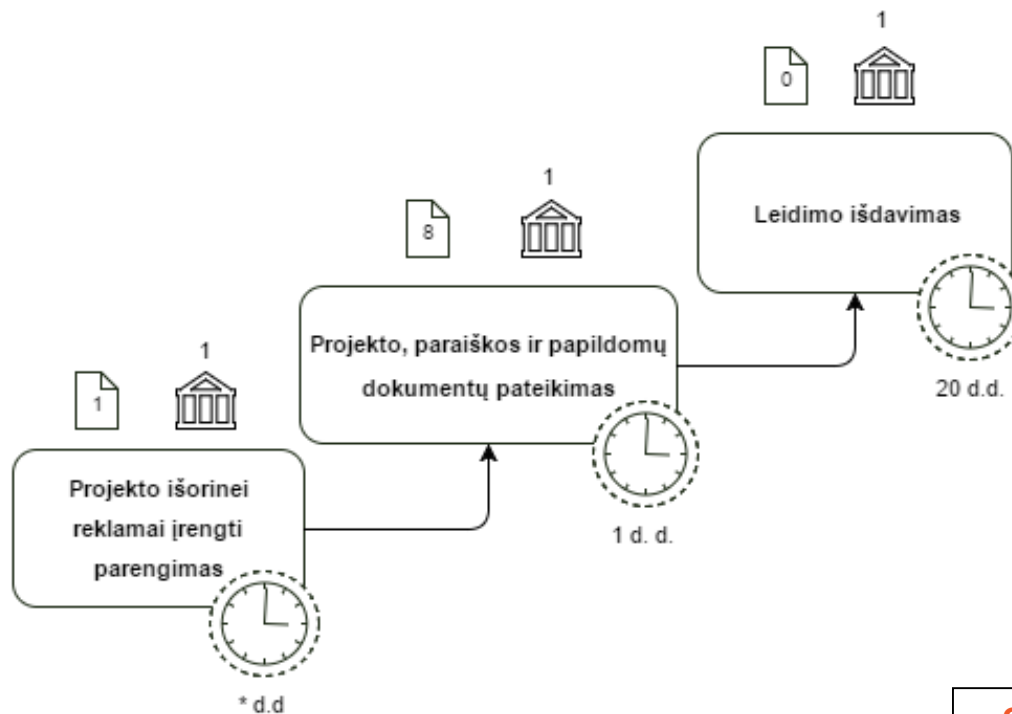 1
0
Leidimo išdavimas
20 d.d.
1
8
Projekto, paraiškos ir papildomų
dokumentų pateikimas
1 d. d.
1
1
Projekto išorinei
reklamai įrengti
parengimas
* d.d